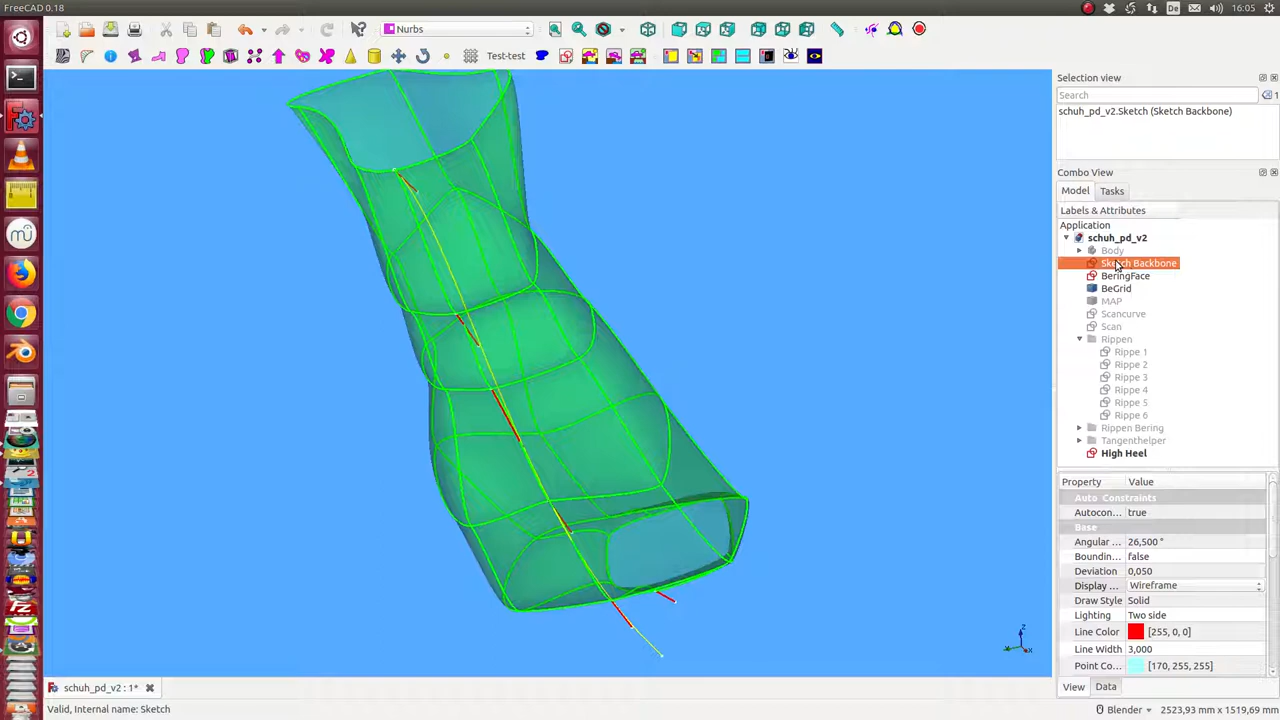 FreeCAD 0.18
De
16:05
Nurbs
Test-test
Selection view
Search
1
schuh_pd_v2.Sketch (Sketch Backbone)
Combo View
Model
Tasks
Labels & Attributes
Application
schuh_pd_v2
Body
Sketch Backbone
BeringFace
BeGrid
MAP
Scancurve
Scan
Rippen
Rippe 1
Rippe 2
Rippe 3
Rippe 4
Rippe 5
Rippe 6
Rippen Bering
Tangenthelper
High Heel
Property Value
Auto Constraints
Autocon... true
Base
Angular ... 26,500 °
Boundin... false
Deviation 0,050
Display ... Wireframe
Draw Style Solid
Lighting Two side
Line Color [255, 0, 0]
Line Width 3,000
Point Co... [170, 255, 255]
z
x
schuh_pd_v2 : 1*
View
Data
Valid, Internal name: Sketch
Blender
2523,93 mm x 1519,69 mm